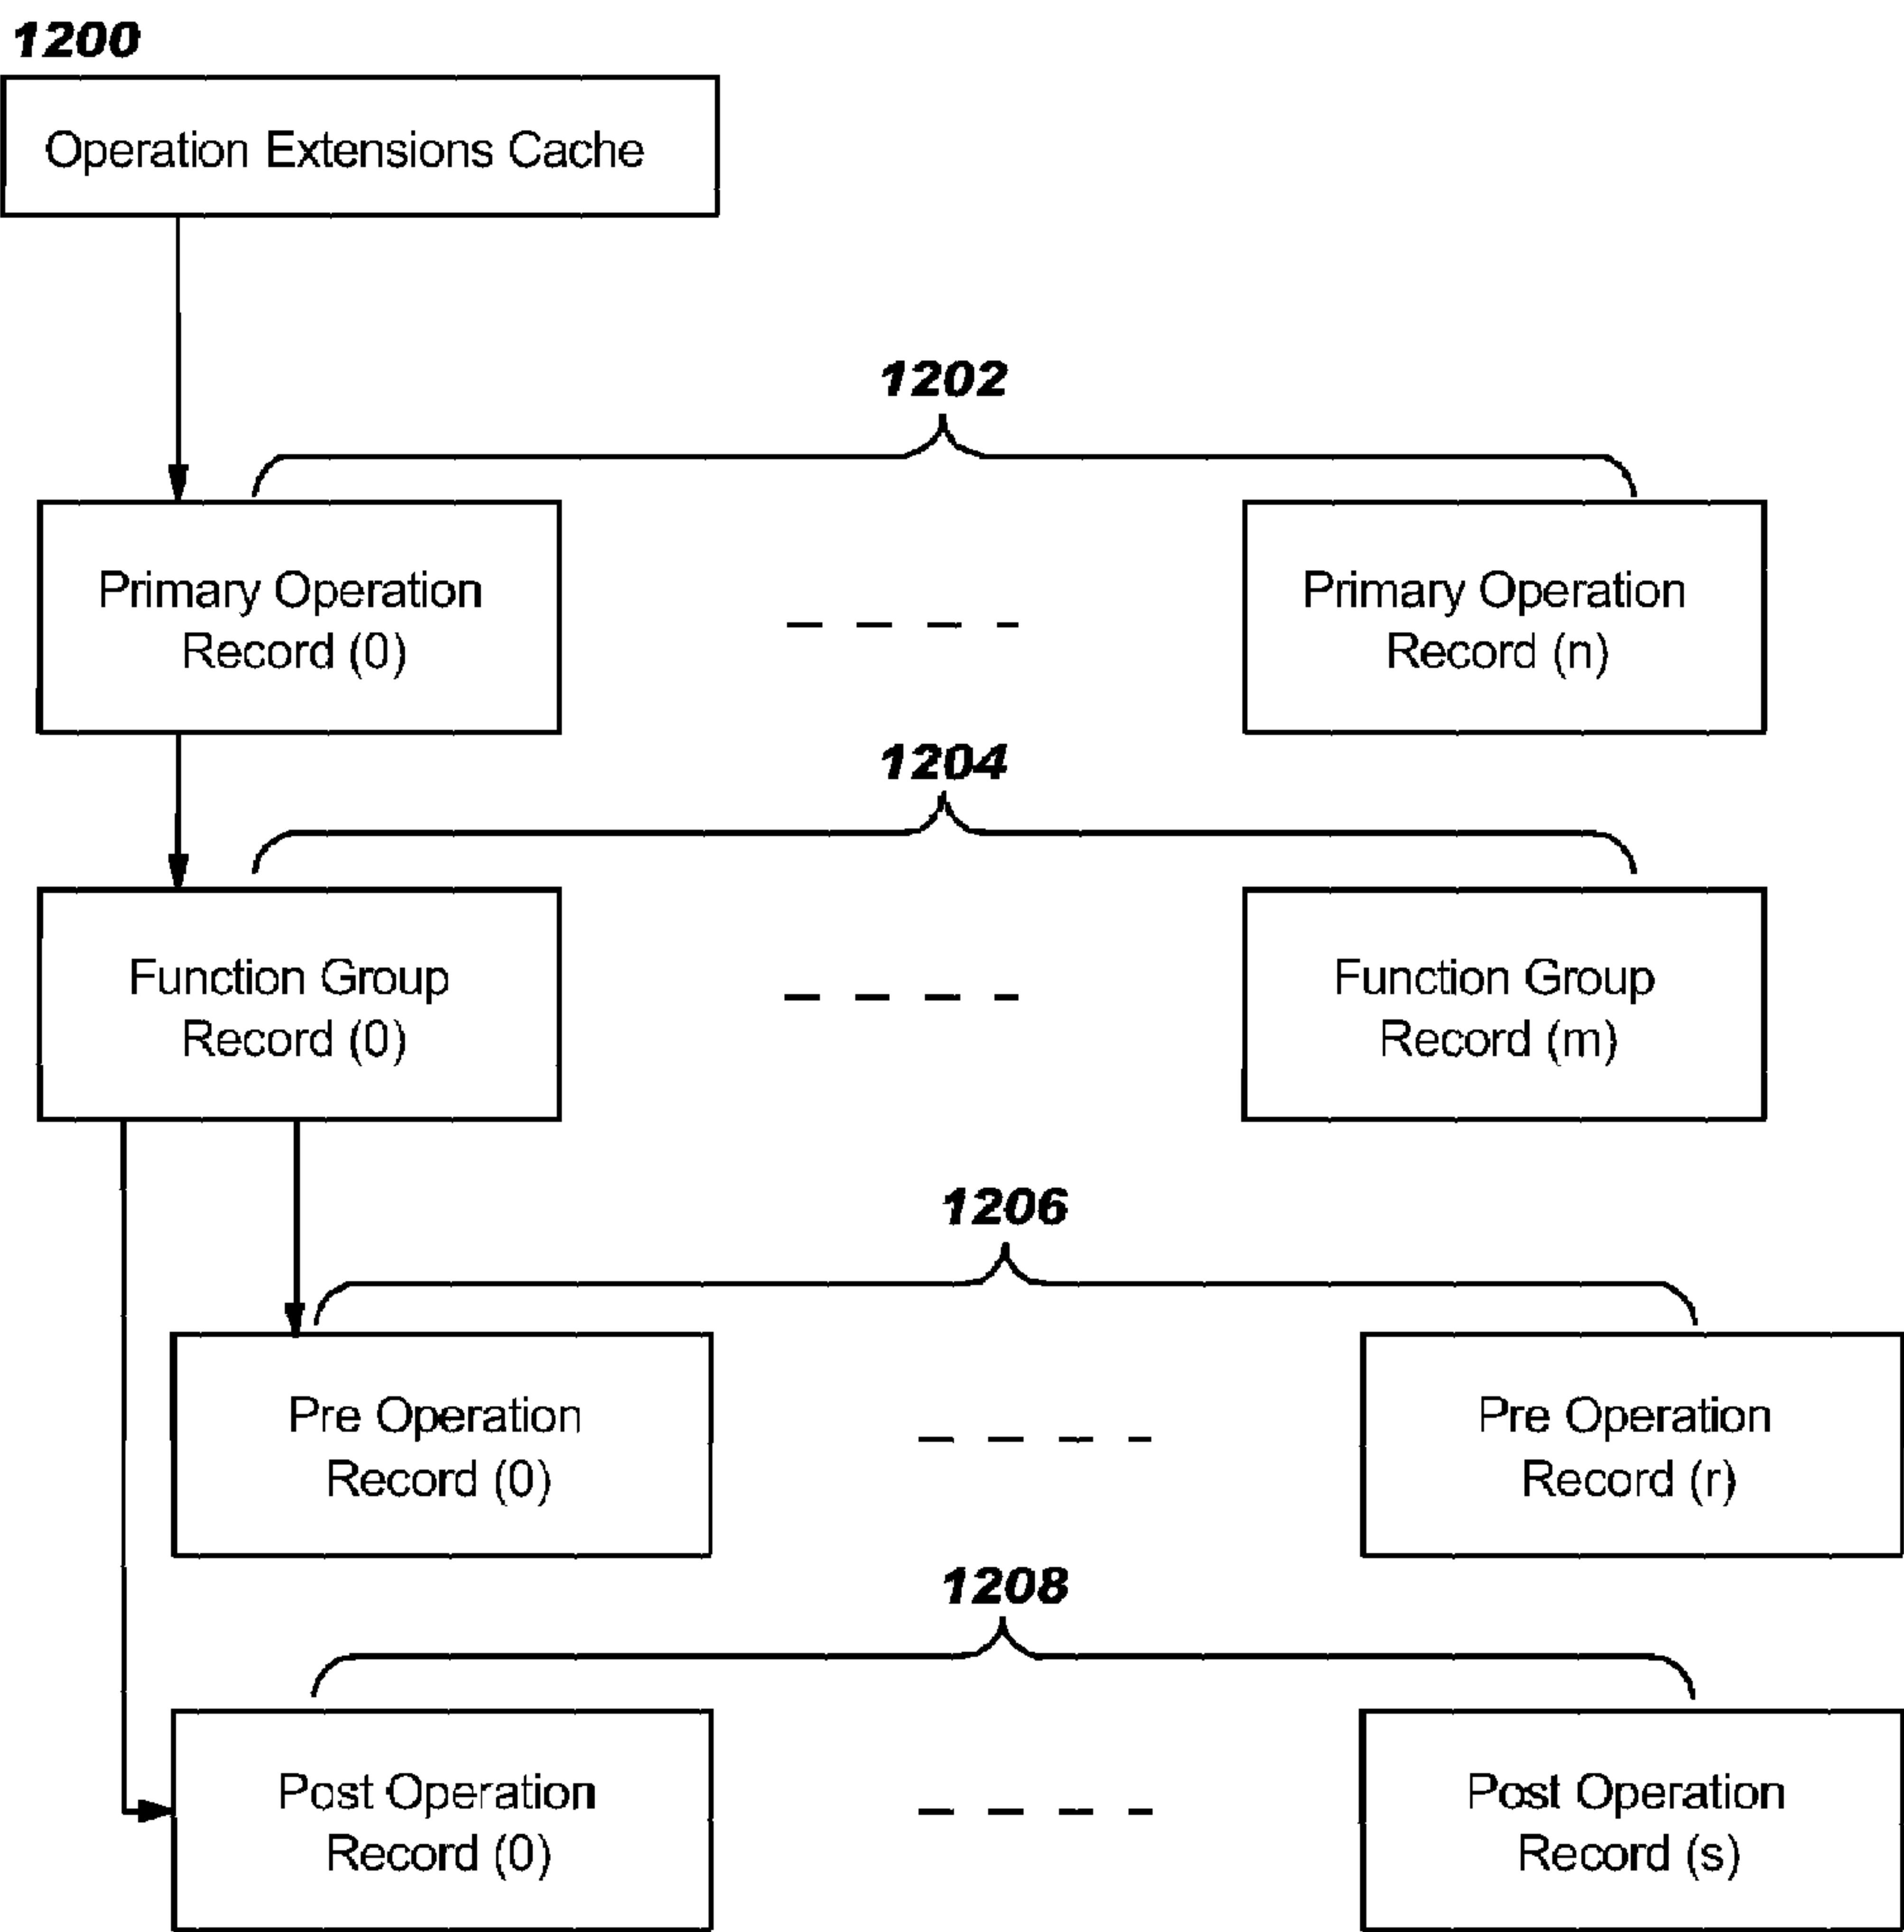 1200
Operation Extensions Cache
1202
Primary Operation
Record (0)
Primary Operation
Record (n)
1204
Function Group
Record (0)
Function Group
Record (m)
1206
Pre Operation
Record (0)
Pre Operation
Record (r)
1208
Post Operation
Record (0)
Post Operation
Record (s)